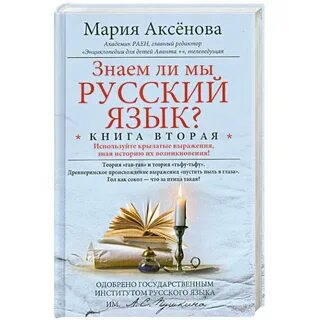 Мария Аксёнова
Академик РАЕН, главный редактор
«Энциклопедии для детей Аванта +», телеведущая
Знаем ли мы
РУССКИЙ
ЯЗЫК?
* КНИГА ВТОРАЯ *
Используйте крылатые выражения,
зная историю их возникновения!
Теория «гав-гав» и теория «тьфу-тьфу».
Древнеримское происхождение выражения «пустить пыль в глаза».
Гол как сокол — что за птица такая?
ОДОБРЕНО ГОСУДАРСТВЕННЫМ
ИНСТИТУТОМ РУССКОГО ЯЗЫКА
ИМ. А.С. Пушкина